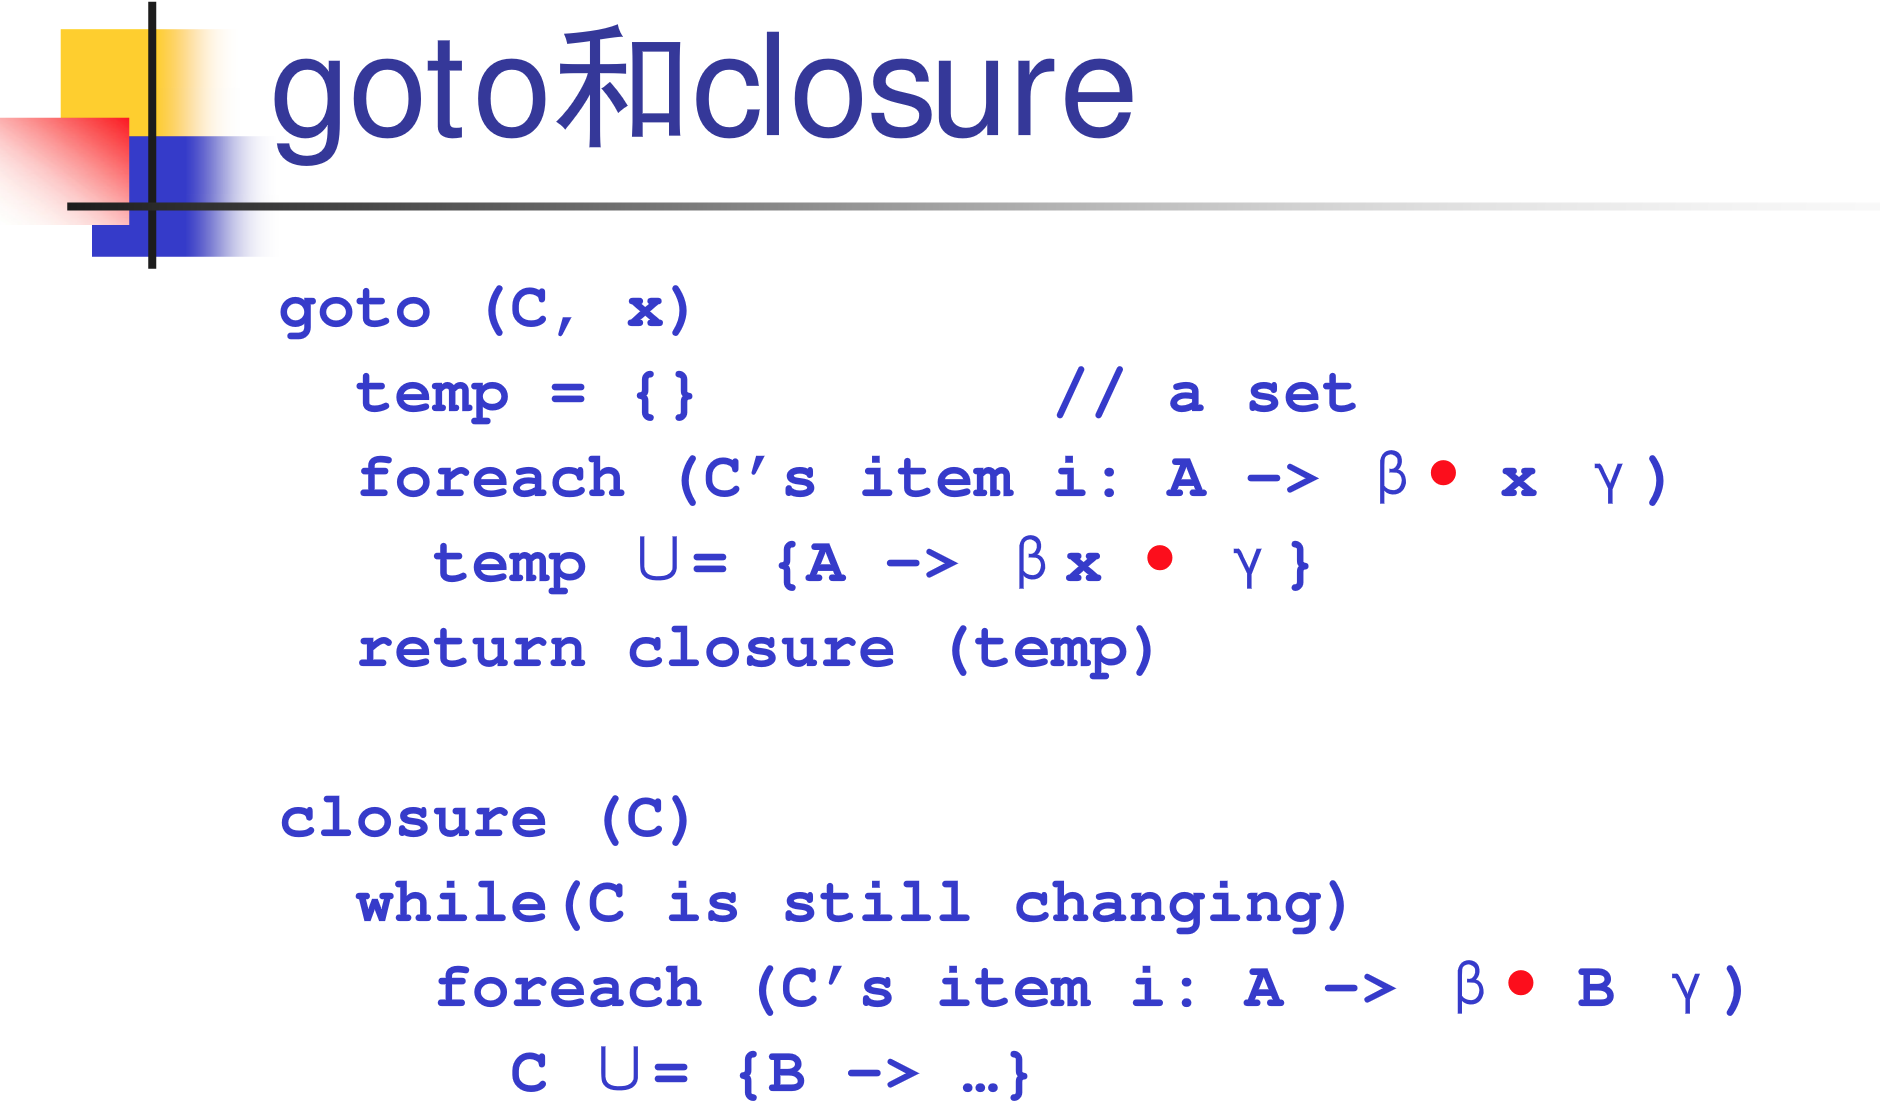 goto和closure
goto (C, x)
temp = {} // a set
foreach (C’s item i: A -> β• x γ)
temp ∪= {A -> βx • γ}
return closure (temp)
closure (C)
while(C is still changing)
foreach (C’s item i: A -> β• B γ)
C ∪= {B -> …}